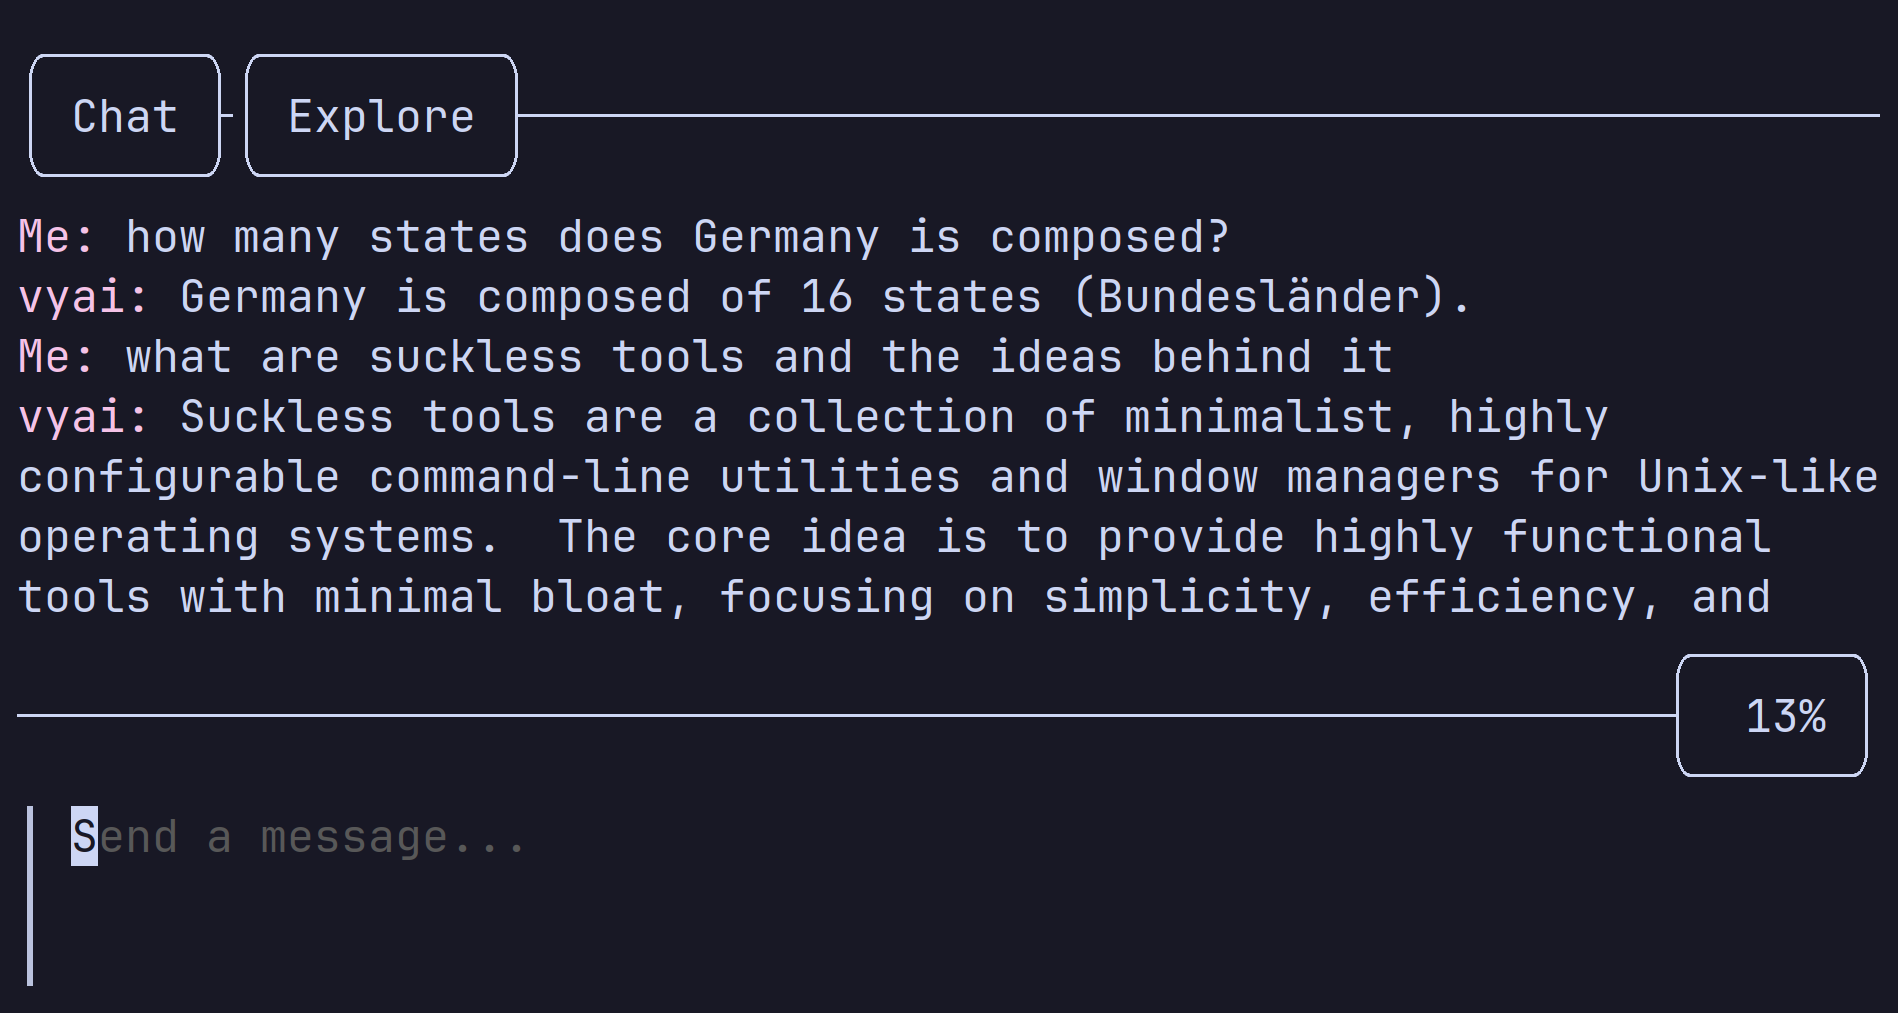 Chat Explore
Me: how many states does Germany is composed?
vyai: Germany is composed of 16 states (Bundesländer).
Me: what are suckless tools and the ideas behind it
vyai: Suckless tools are a collection of minimalist, highly
configurable command-line utilities and window managers for Unix-like
operating systems.  The core idea is to provide highly functional
tools with minimal bloat, focusing on simplicity, efficiency, and
13%
Send a message...